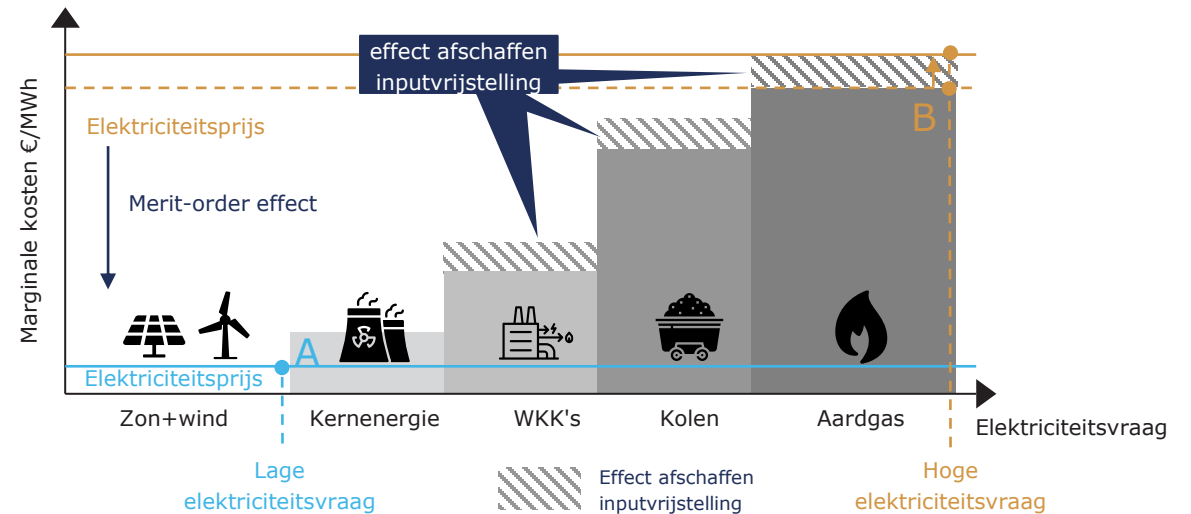 effect afschaffen
inputvrijstelling
Marginale kosten €/MWh
Elektriciteitsprijs
B
Merit-order effect
A
Elektriciteitsprijs
Zon+wind
Kernenergie
WKK's
Kolen
Aardgas
Elektriciteitsvraag
Lage
elektriciteitsvraag
Effect afschaffen
inputvrijstelling
Hoge
elektriciteitsvraag